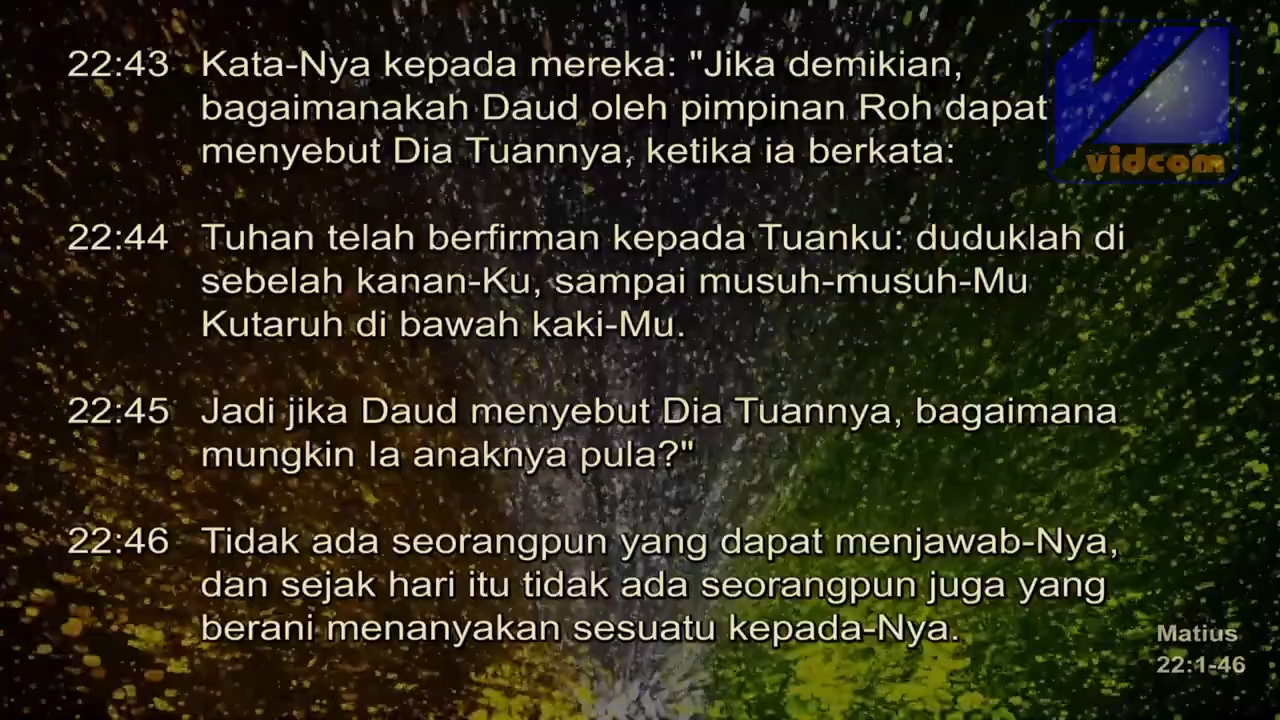 22:43 Kata-Nya kepada mereka: "Jika demikian,
bagaimanakah Daud oleh pimpinan Roh dapat
menyebut Dia Tuannya, ketika ia berkata:
22:44 Tuhan telah berfirman kepada Tuanku: duduklah di
sebelah kanan-Ku, sampai musuh-musuh-Mu
Kutaruh di bawah kaki-Mu.
22:45 Jadi jika Daud menyebut Dia Tuannya, bagaimana
mungkin Ia anaknya pula?"
22:46 Tidak ada seorangpun yang dapat menjawab-Nya,
dan sejak hari itu tidak ada seorangpun juga yang
berani menanyakan sesuatu kepada-Nya.
Matius
22:1-46
vidcom